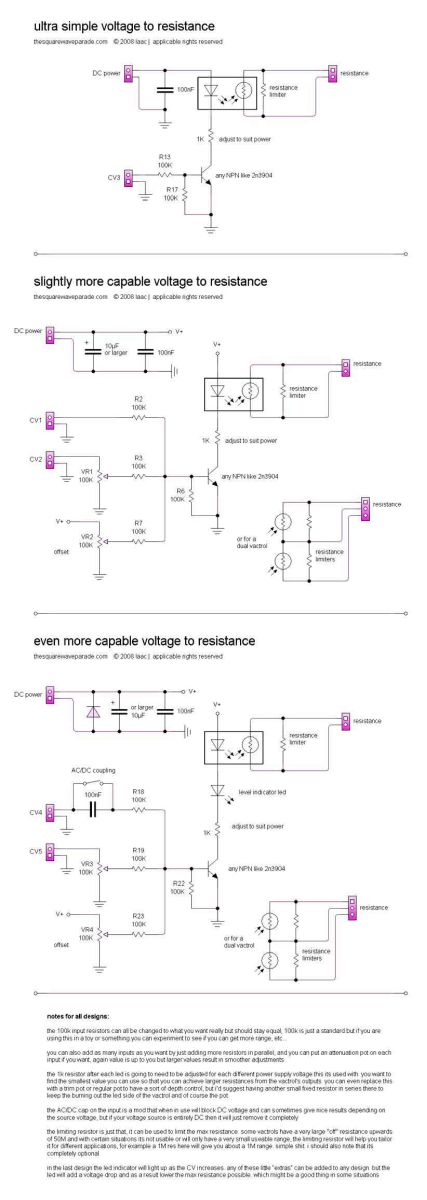 ultra simple voltage to resistance
thesquarewaveparade.com © 2008 laac | applicable rights reserved
DC power
100nF
resistance limiter
resistance
1K
adjust to suit power
R13
100K
CV3
any NPN like 2n3904
R17
100K
slightly more capable voltage to resistance
thesquarewaveparade.com © 2008 laac | applicable rights reserved
DC power
V+
+
10µF
or larger
100nF
V+
resistance
resistance
limiter
R2
100K
CV1
1K
adjust to suit power
CV2
R3
100K
VR1
100K
any NPN like 2n3904
R6
100K
V+
R7
100K
VR2
100K
offset
resistance
or for a
dual vactrol
resistance
limiters
even more capable voltage to resistance
thesquarewaveparade.com © 2008 laac | applicable rights reserved
DC power
V+
+
or larger
10µF
100nF
V+
resistance
resistance
limiter
AC/DC coupling
100nF
R18
100K
level indicator led
CV4
1K
adjust to suit power
CV5
R19
100K
VR3
100K
any NPN like 2n3904
R22
100K
V+
R23
100K
VR4
100K
offset
resistance
or for a
dual vactrol
resistance
limiters
notes for all designs:
the 100k input resistors can all be changed to what you want really but should stay equal, 100k is just a standard but if you are
using this in a toy or something you can experiment to see if you can get more range, etc...
you can also add as many inputs as you want by just adding more resistors in parallel, and you can put an attenuation pot on each
input if you want, again value is up to you but larger values result in smoother adjustments
the 1k resistor after each led is going to need to be adjusted for each different power supply voltage this its used with. you want to
find the smallest value you can use so that you can achieve larger resistances from the vactrol's outputs. you can even replace this
with a trim pot or regular pot to have a sort of depth control, but i'd suggest having another small fixed resistor in series there to
keep the burning out the led side of the vactrol and of course the pot.
the AC/DC cap on the input is a mod that when in use will block DC voltage and can sometimes give nice results depending on
the source voltage, but if your voltage source is entirely DC then it will just remove it completely
the limiting resistor is just that, it can be used to limit the max resistance. some vactrols have a very large "off" resistance upwards
of 50M and with certain situations its not usable or will only have a very small useable range, the limiting resistor will help you tailor
it for different applications, for example a 1M res here will give you about a 1M range. simple shit. i should also note that its
completely optional
in the last design the led indicator will light up as the CV increases. any of these little "extras" can be added to any design. but the
led will add a voltage drop and as a result lower the max resistance possible. which might be a good thing in some situations